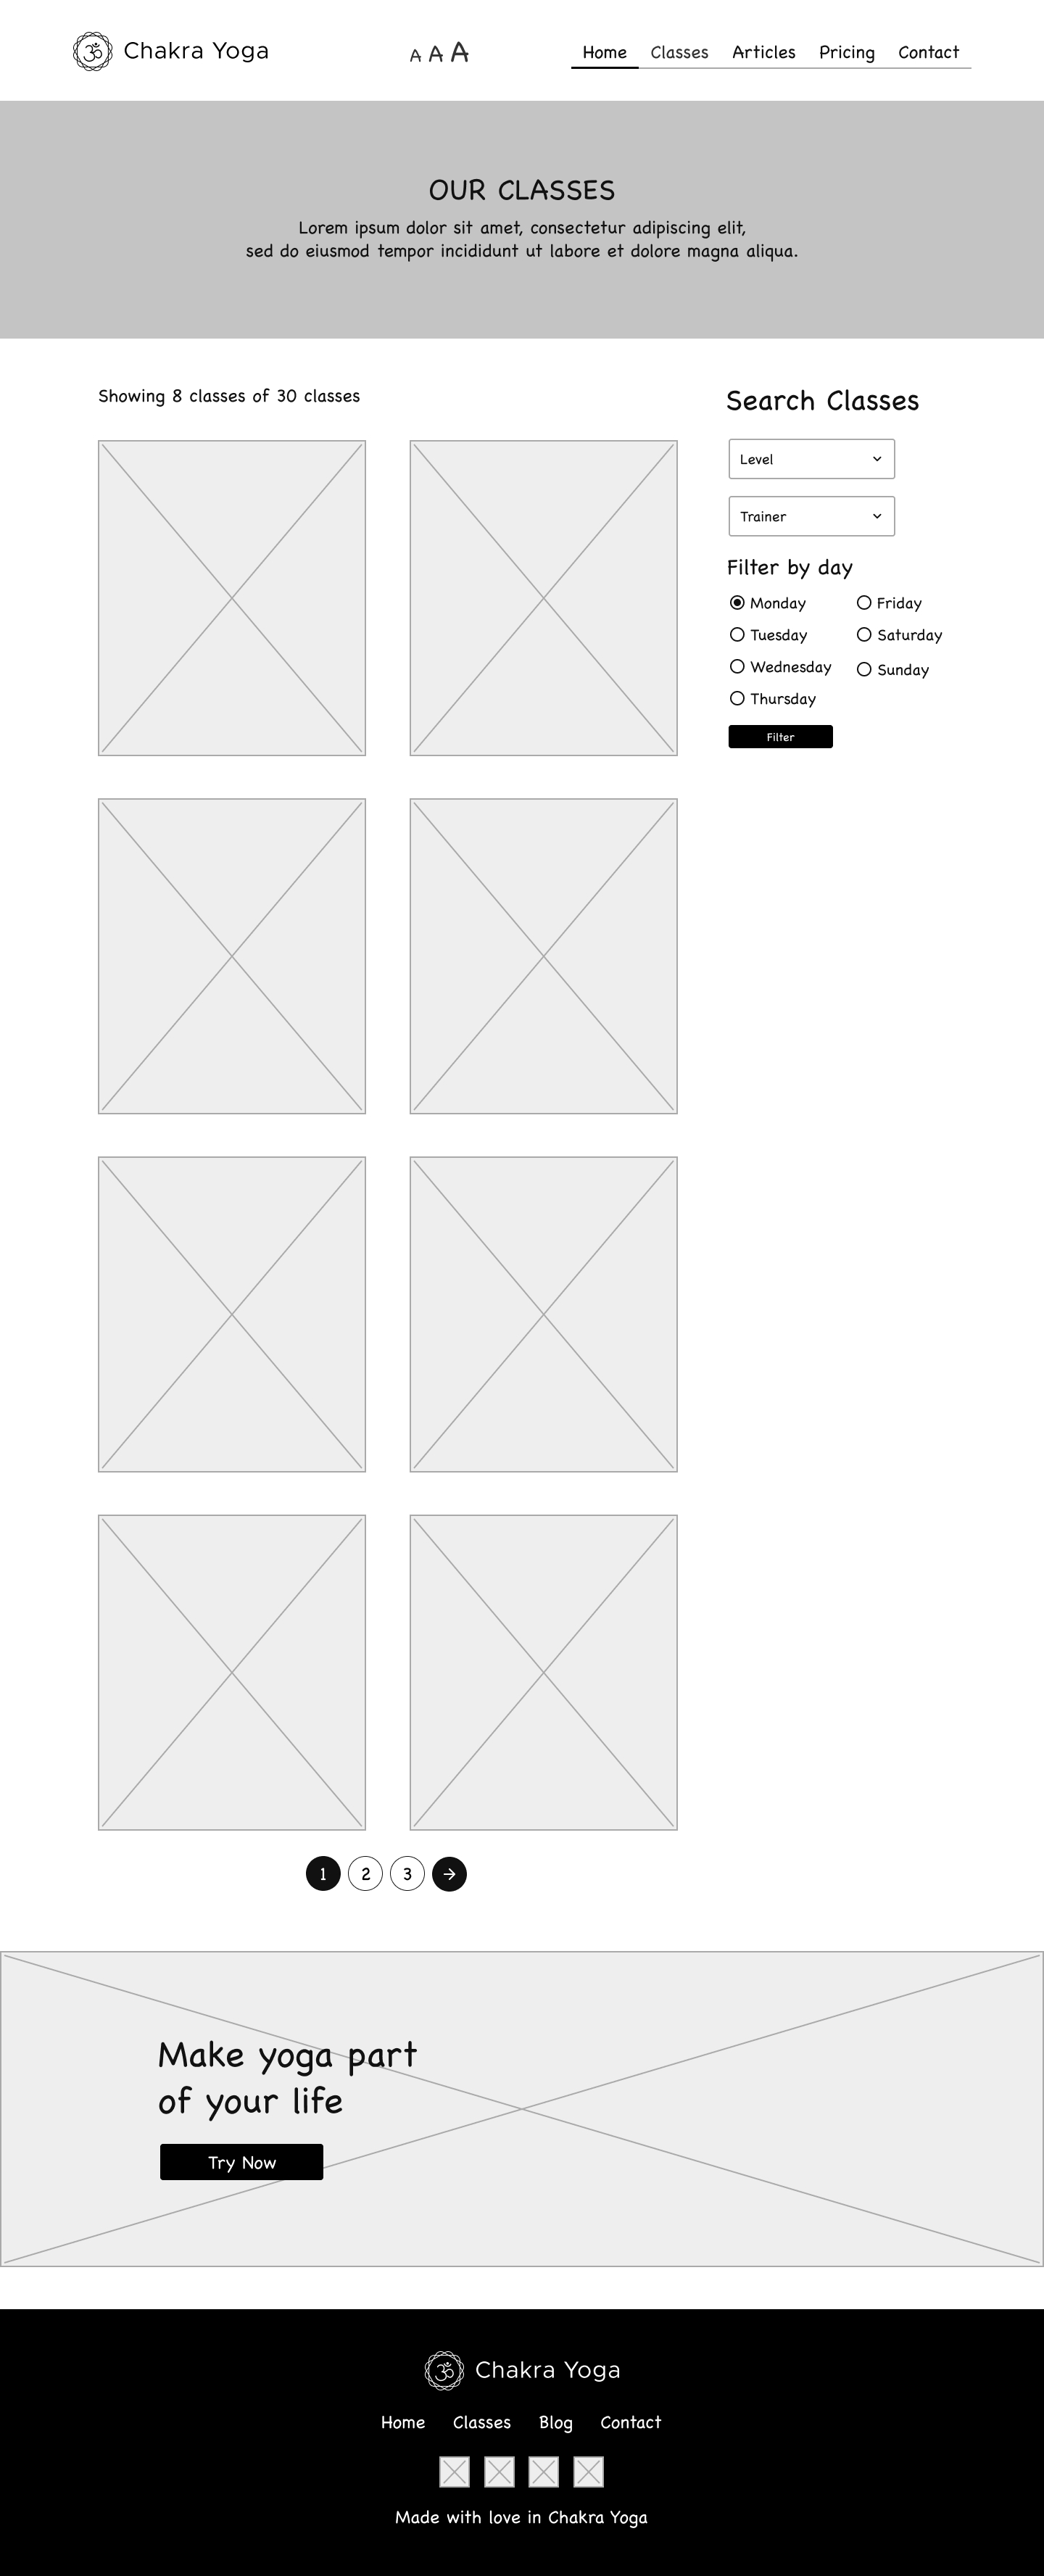 Chakra Yoga
A A A
Home Classes Articles Pricing Contact
OUR CLASSES
Lorem ipsum dolor sit amet, consectetur adipiscing elit,
sed do eiusmod tempor incididunt ut labore et dolore magna aliqua.
Showing 8 classes of 30 classes
Search Classes
Level
Trainer
Filter by day
Monday Friday
Tuesday Saturday
Wednesday Sunday
Thursday
Filter
1 2 3 →
Make yoga part
of your life
Try Now
ॐ Chakra Yoga
Home Classes Blog Contact
Made with love in Chakra Yoga